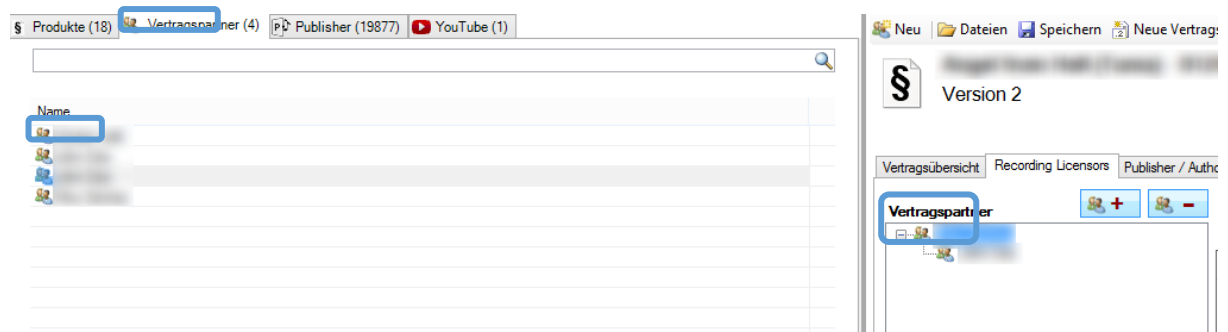 § Produkte (18) Vertragspartner (4) Publisher (19877) YouTube (1)
Name
Neu Dateien Speichern Neue Vertrags
§
Version 2
Vertragsübersicht Recording Licensors Publisher / Autho
Vertragspartner + −